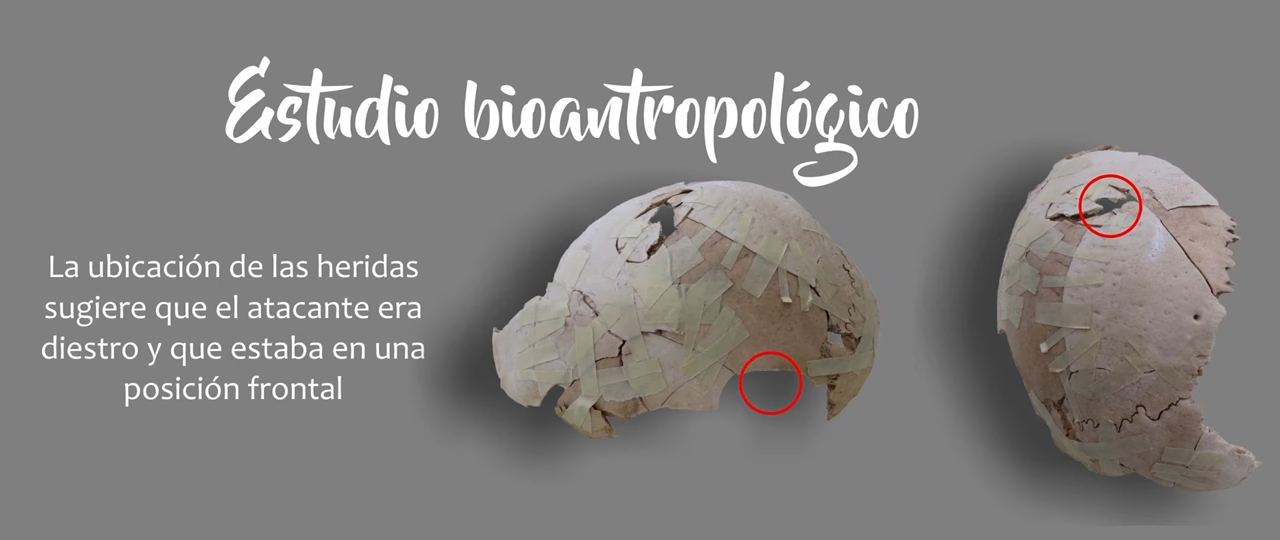 Estudio bioantropológico
La ubicación de las heridas
sugiere que el atacante era
diestro y que estaba en una
posición frontal